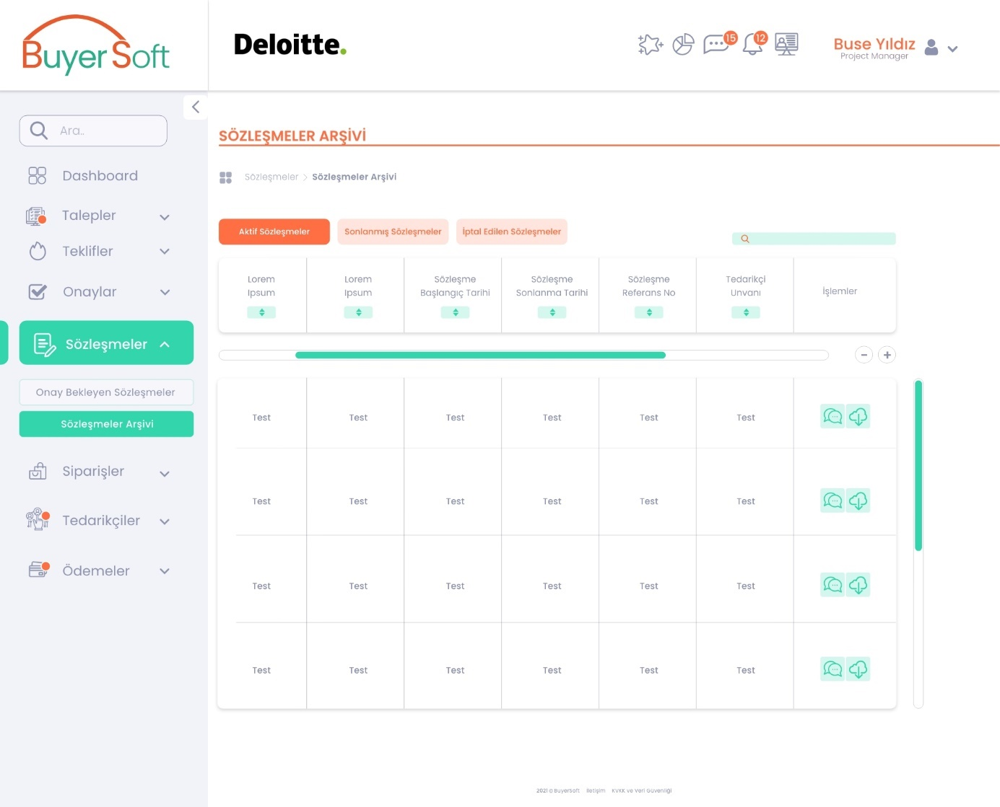 BuyerSoft
Deloitte.
15
12
Buse Yıldız
Project Manager
Ara..
Dashboard
Talepler
Teklifler
Onaylar
Sözleşmeler
Onay Bekleyen Sözleşmeler
Sözleşmeler Arşivi
Siparişler
Tedarikçiler
Ödemeler
SÖZLEŞMELER ARŞİVİ
Sözleşmeler > Sözleşmeler Arşivi
Aktif Sözleşmeler
Sonlanmış Sözleşmeler
İptal Edilen Sözleşmeler
Lorem
Ipsum
Lorem
Ipsum
Sözleşme
Başlangıç Tarihi
Sözleşme
Sonlanma Tarihi
Sözleşme
Referans No
Tedarikçi
Unvanı
İşlemler
Test Test Test Test Test Test
Test Test Test Test Test Test
Test Test Test Test Test Test
Test Test Test Test Test Test
2021 © BuyerSoft İletişim KVKK ve Veri Güvenliği